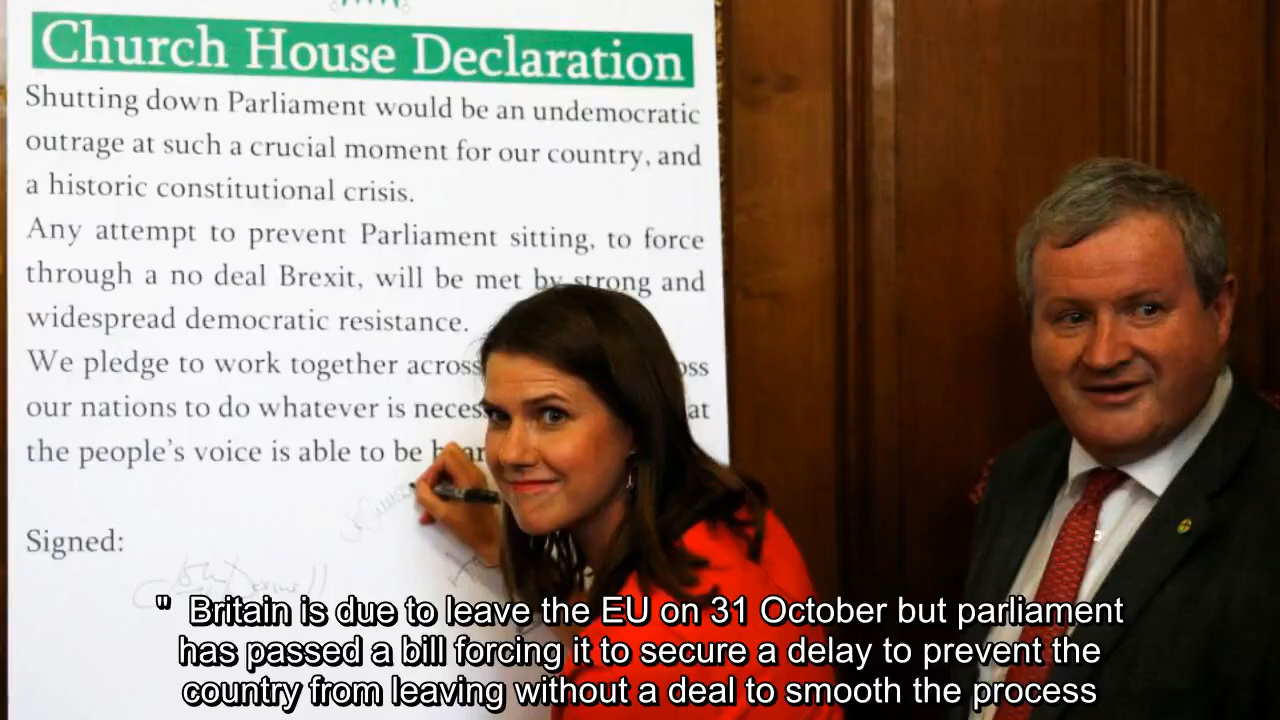 Church House Declaration
Shutting down Parliament would be an undemocratic
outrage at such a crucial moment for our country, and
a historic constitutional crisis.
Any attempt to prevent Parliament sitting, to force
through a no deal Brexit, will be met by strong and
widespread democratic resistance.
We pledge to work together across
our nations to do whatever is at
the people's voice is able to be
Signed:
" Britain is due to leave the EU on 31 October but parliament
has passed a bill forcing it to secure a delay to prevent the
country from leaving without a deal to smooth the process